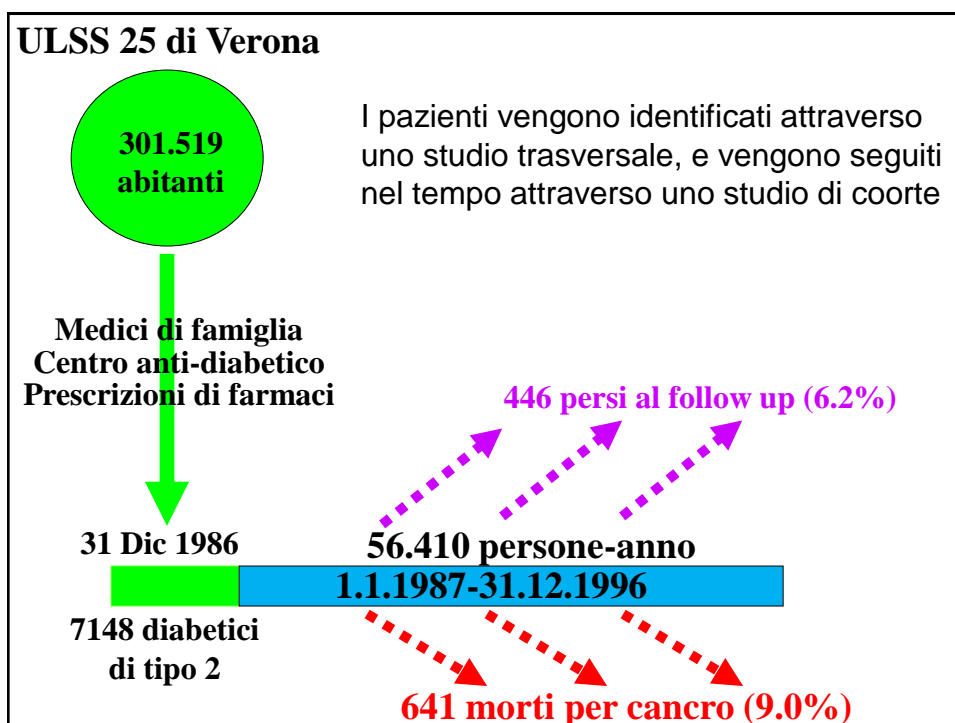 ULSS 25 di Verona
301.519
abitanti
I pazienti vengono identificati attraverso
uno studio trasversale, e vengono seguiti
nel tempo attraverso uno studio di coorte
Medici di famiglia
Centro anti-diabetico
Prescrizioni di farmaci
446 persi al follow up (6.2%)
31 Dic 1986
56.410 persone-anno
1.1.1987-31.12.1996
7148 diabetici
di tipo 2
641 morti per cancro (9.0%)